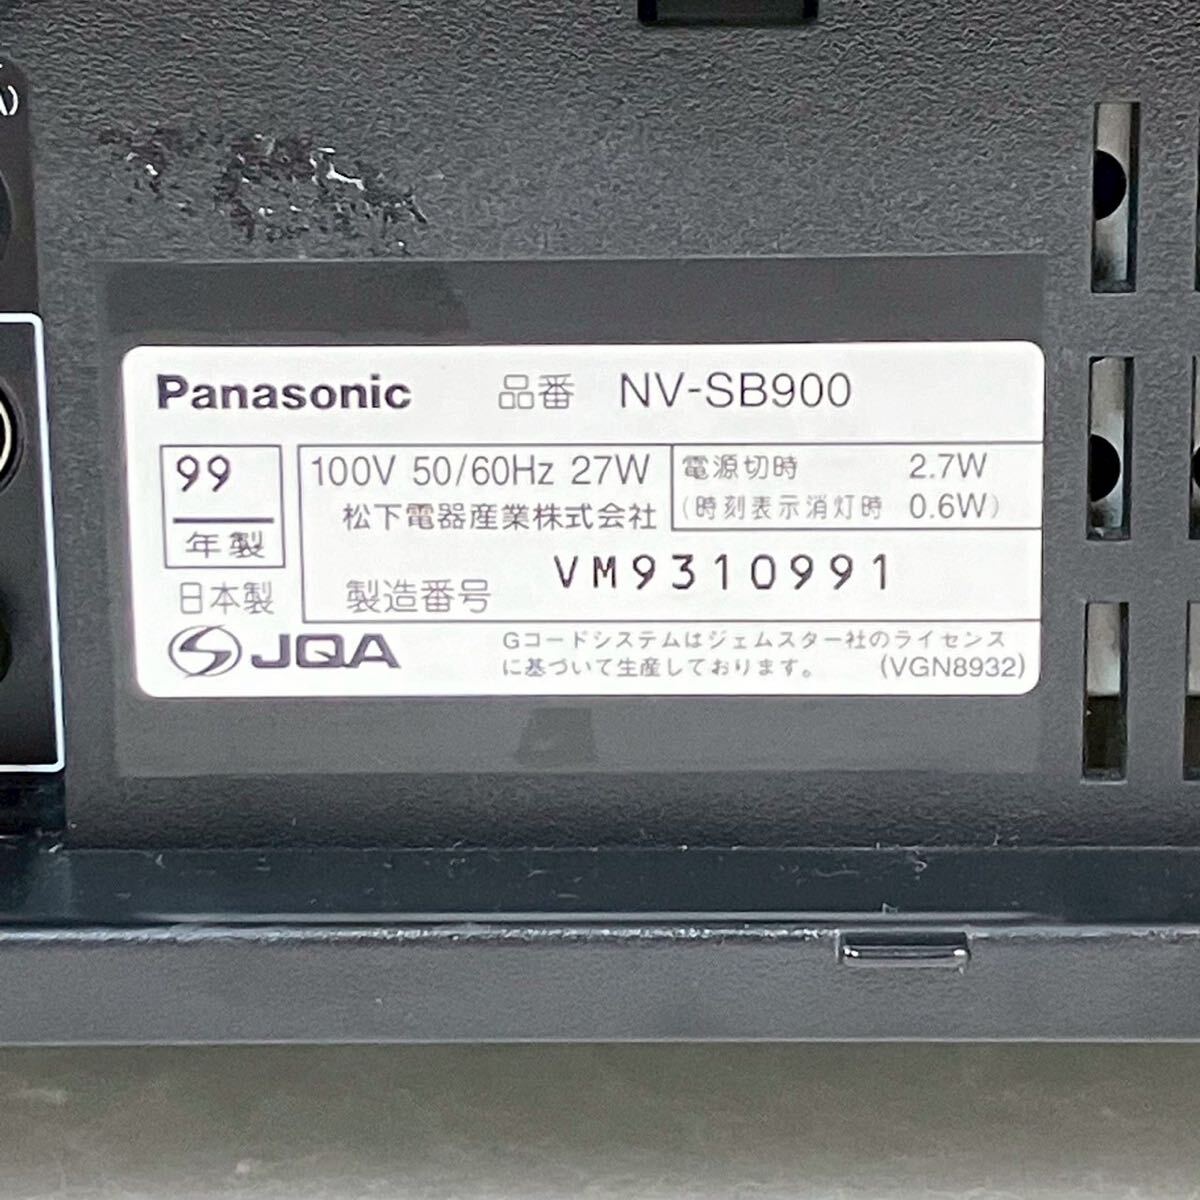 Panasonic 品番 NV-SB900
99
年製
日本製
100V 50/60Hz 27W
松下電器産業株式会社
電源切時 2.7W
(時刻表示消灯時 0.6W)
製造番号 VM9310991
JQA
Gコードシステムはジェムスター社のライセンス
に基づいて生産しております。 (VGN8932)